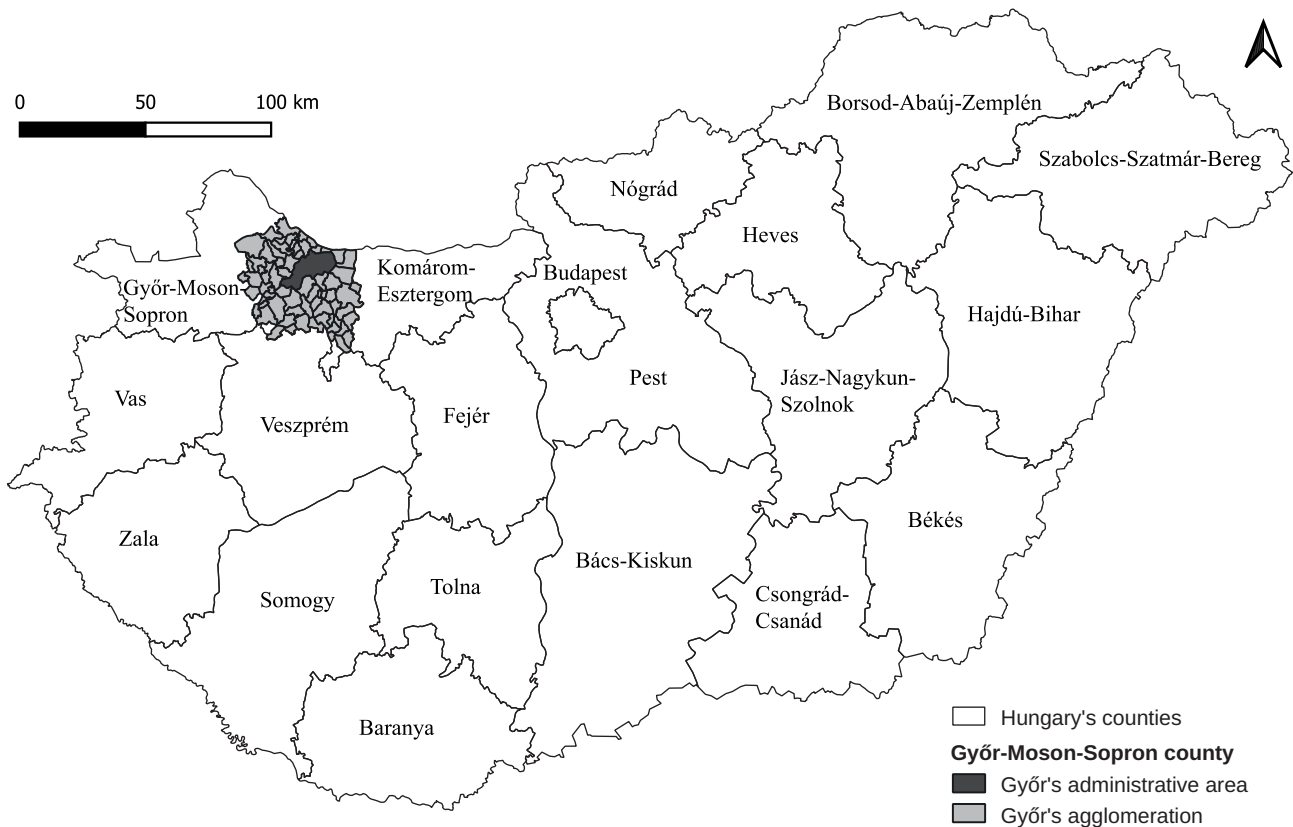 0 50 100 km
Borsod-Abaúj-Zemplén
Szabolcs-Szatmár-Bereg
Nógrád
Heves
Komárom-
Esztergom
Budapest
Győr-Moson-
Sopron
Hajdú-Bihar
Vas
Veszprém
Fejér
Pest
Jász-Nagykun-
Szolnok
Zala
Somogy
Tolna
Bács-Kiskun
Békés
Csongrád-
Csanád
Baranya
Hungary's counties
Győr-Moson-Sopron county
Győr's administrative area
Győr's agglomeration